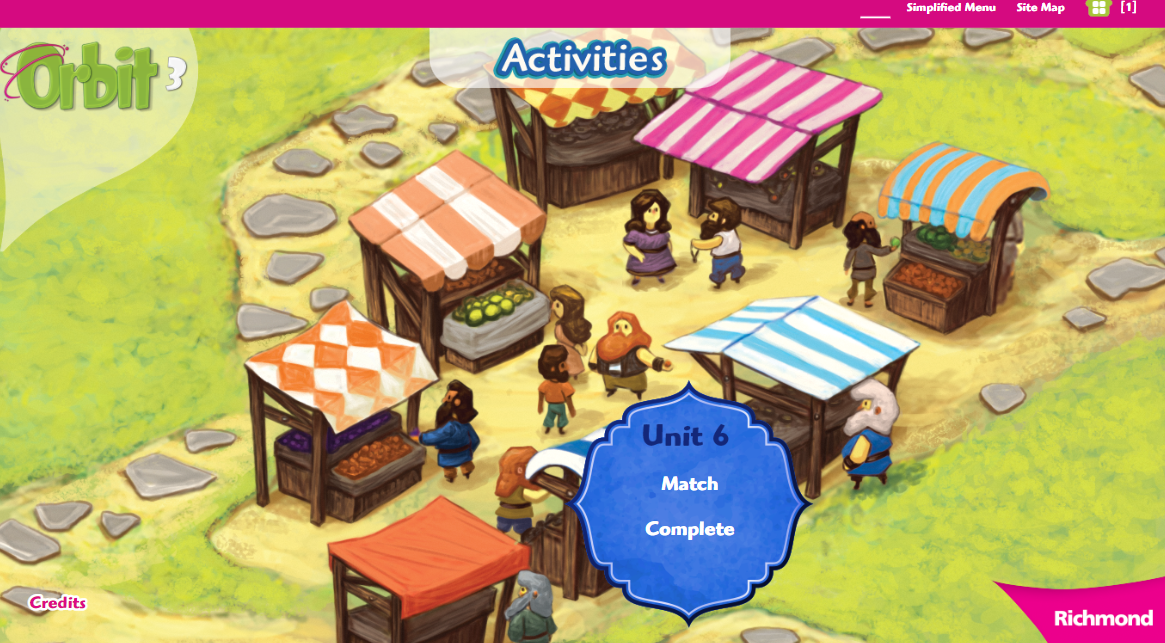 Simplified Menu Site Map [1]
Orbit 3
Activities
Unit 6
Match
Complete
Credits
Richmond